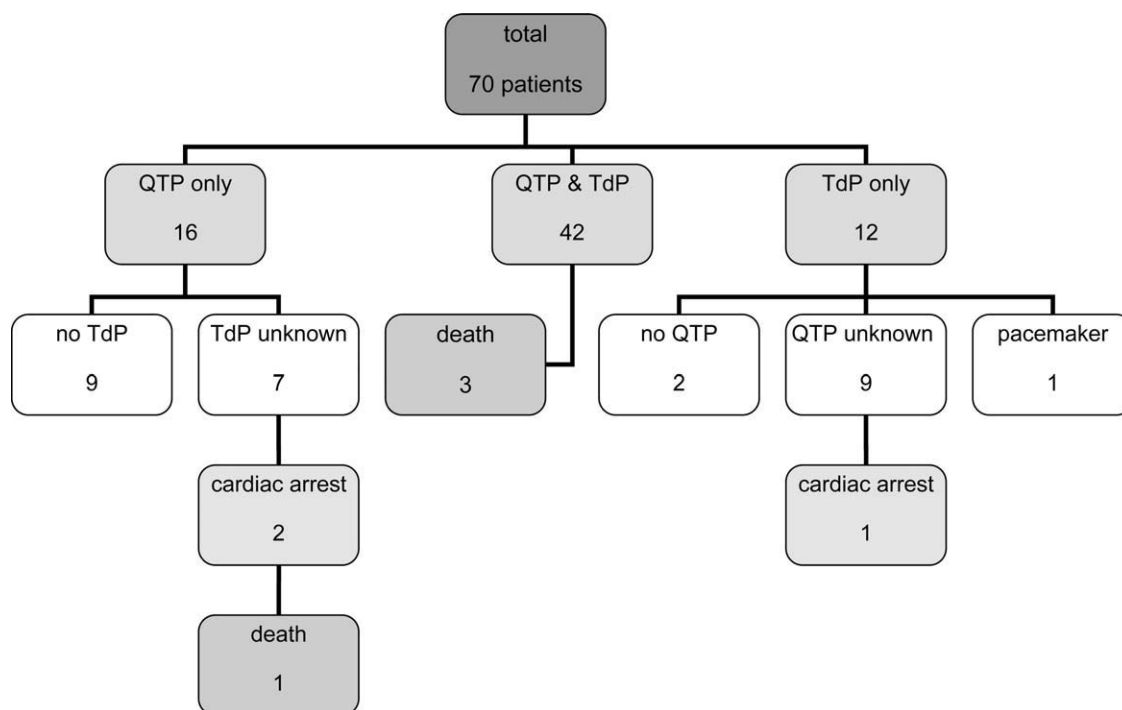 total
70 patients
QTP only
16
QTP & TdP
42
TdP only
12
no TdP
9
TdP unknown
7
death
3
no QTP
2
QTP unknown
9
pacemaker
1
cardiac arrest
2
cardiac arrest
1
death
1